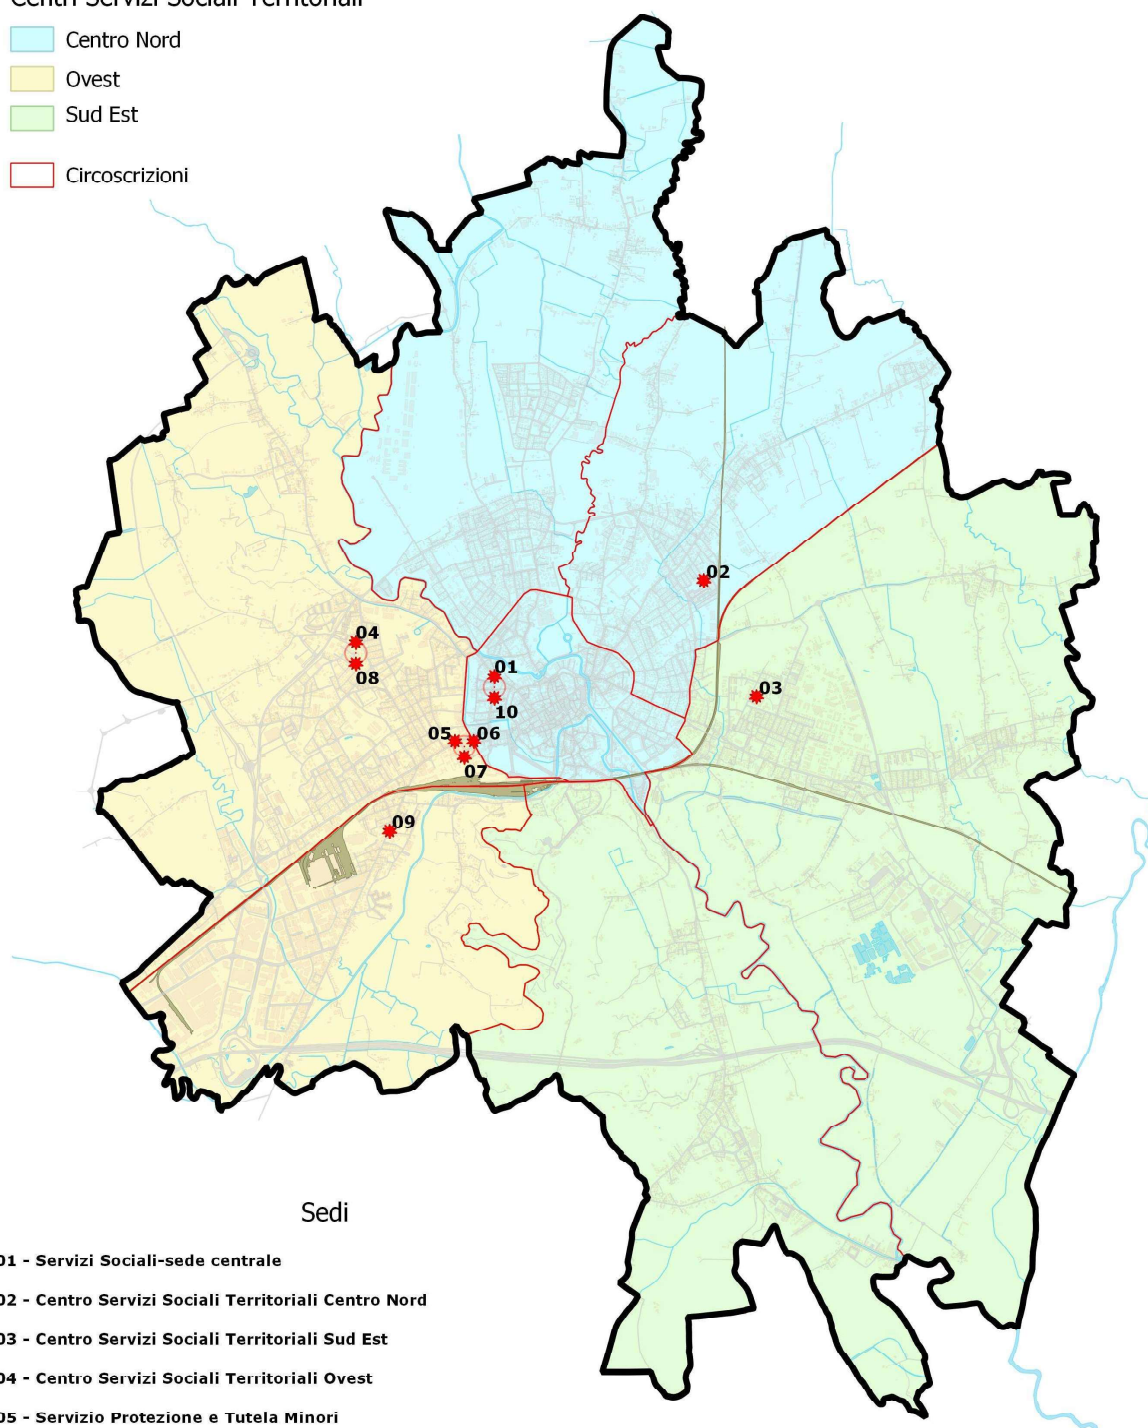 Centri Servizi Sociali Territoriali
Centro Nord
Ovest
Sud Est
Circoscrizioni
02
04
08
01
10
03
05
06
07
09
Sedi
01 - Servizi Sociali-sede centrale
02 - Centro Servizi Sociali Territoriali Centro Nord
03 - Centro Servizi Sociali Territoriali Sud Est
04 - Centro Servizi Sociali Territoriali Ovest
05 - Servizio Protezione e Tutela Minori